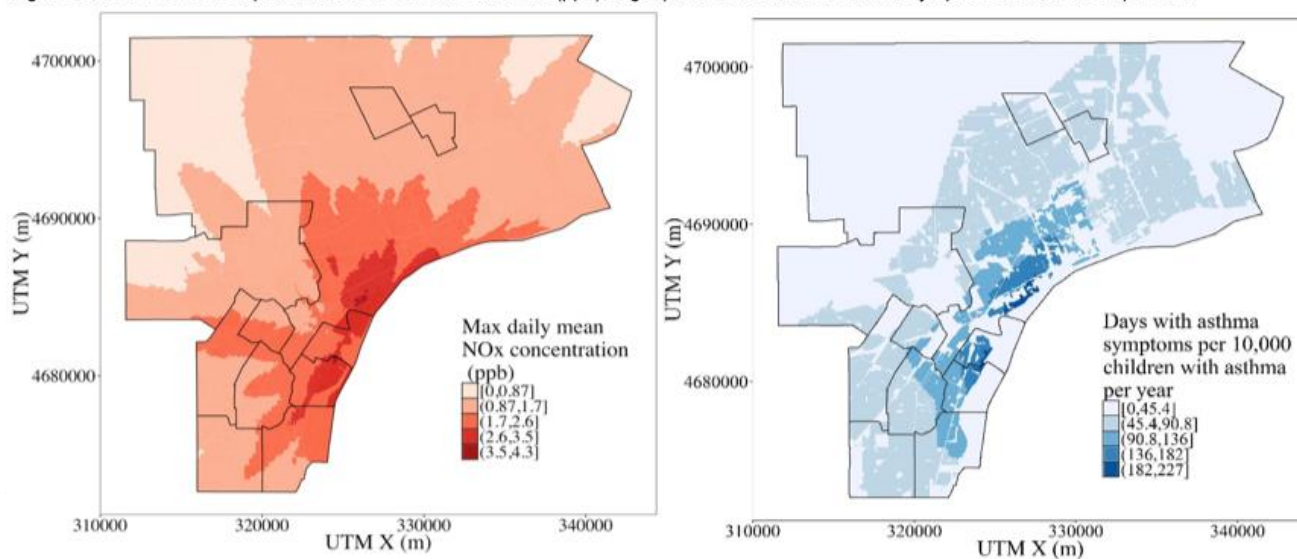 4700000
4690000
4680000
UTM Y (m)
310000 320000 330000 340000
UTM X (m)
Max daily mean
NOx concentration
(ppb)
[0,0.87]
(0.87,1.7]
(1.7,2.6]
(2.6,3.5]
(3.5,4.3]
4700000
4690000
4680000
UTM Y (m)
310000 320000 330000 340000
UTM X (m)
Days with asthma
symptoms per 10,000
children with asthma
per year
[0,45.4]
(45.4,90.8]
(90.8,136]
(136,182]
(182,227]